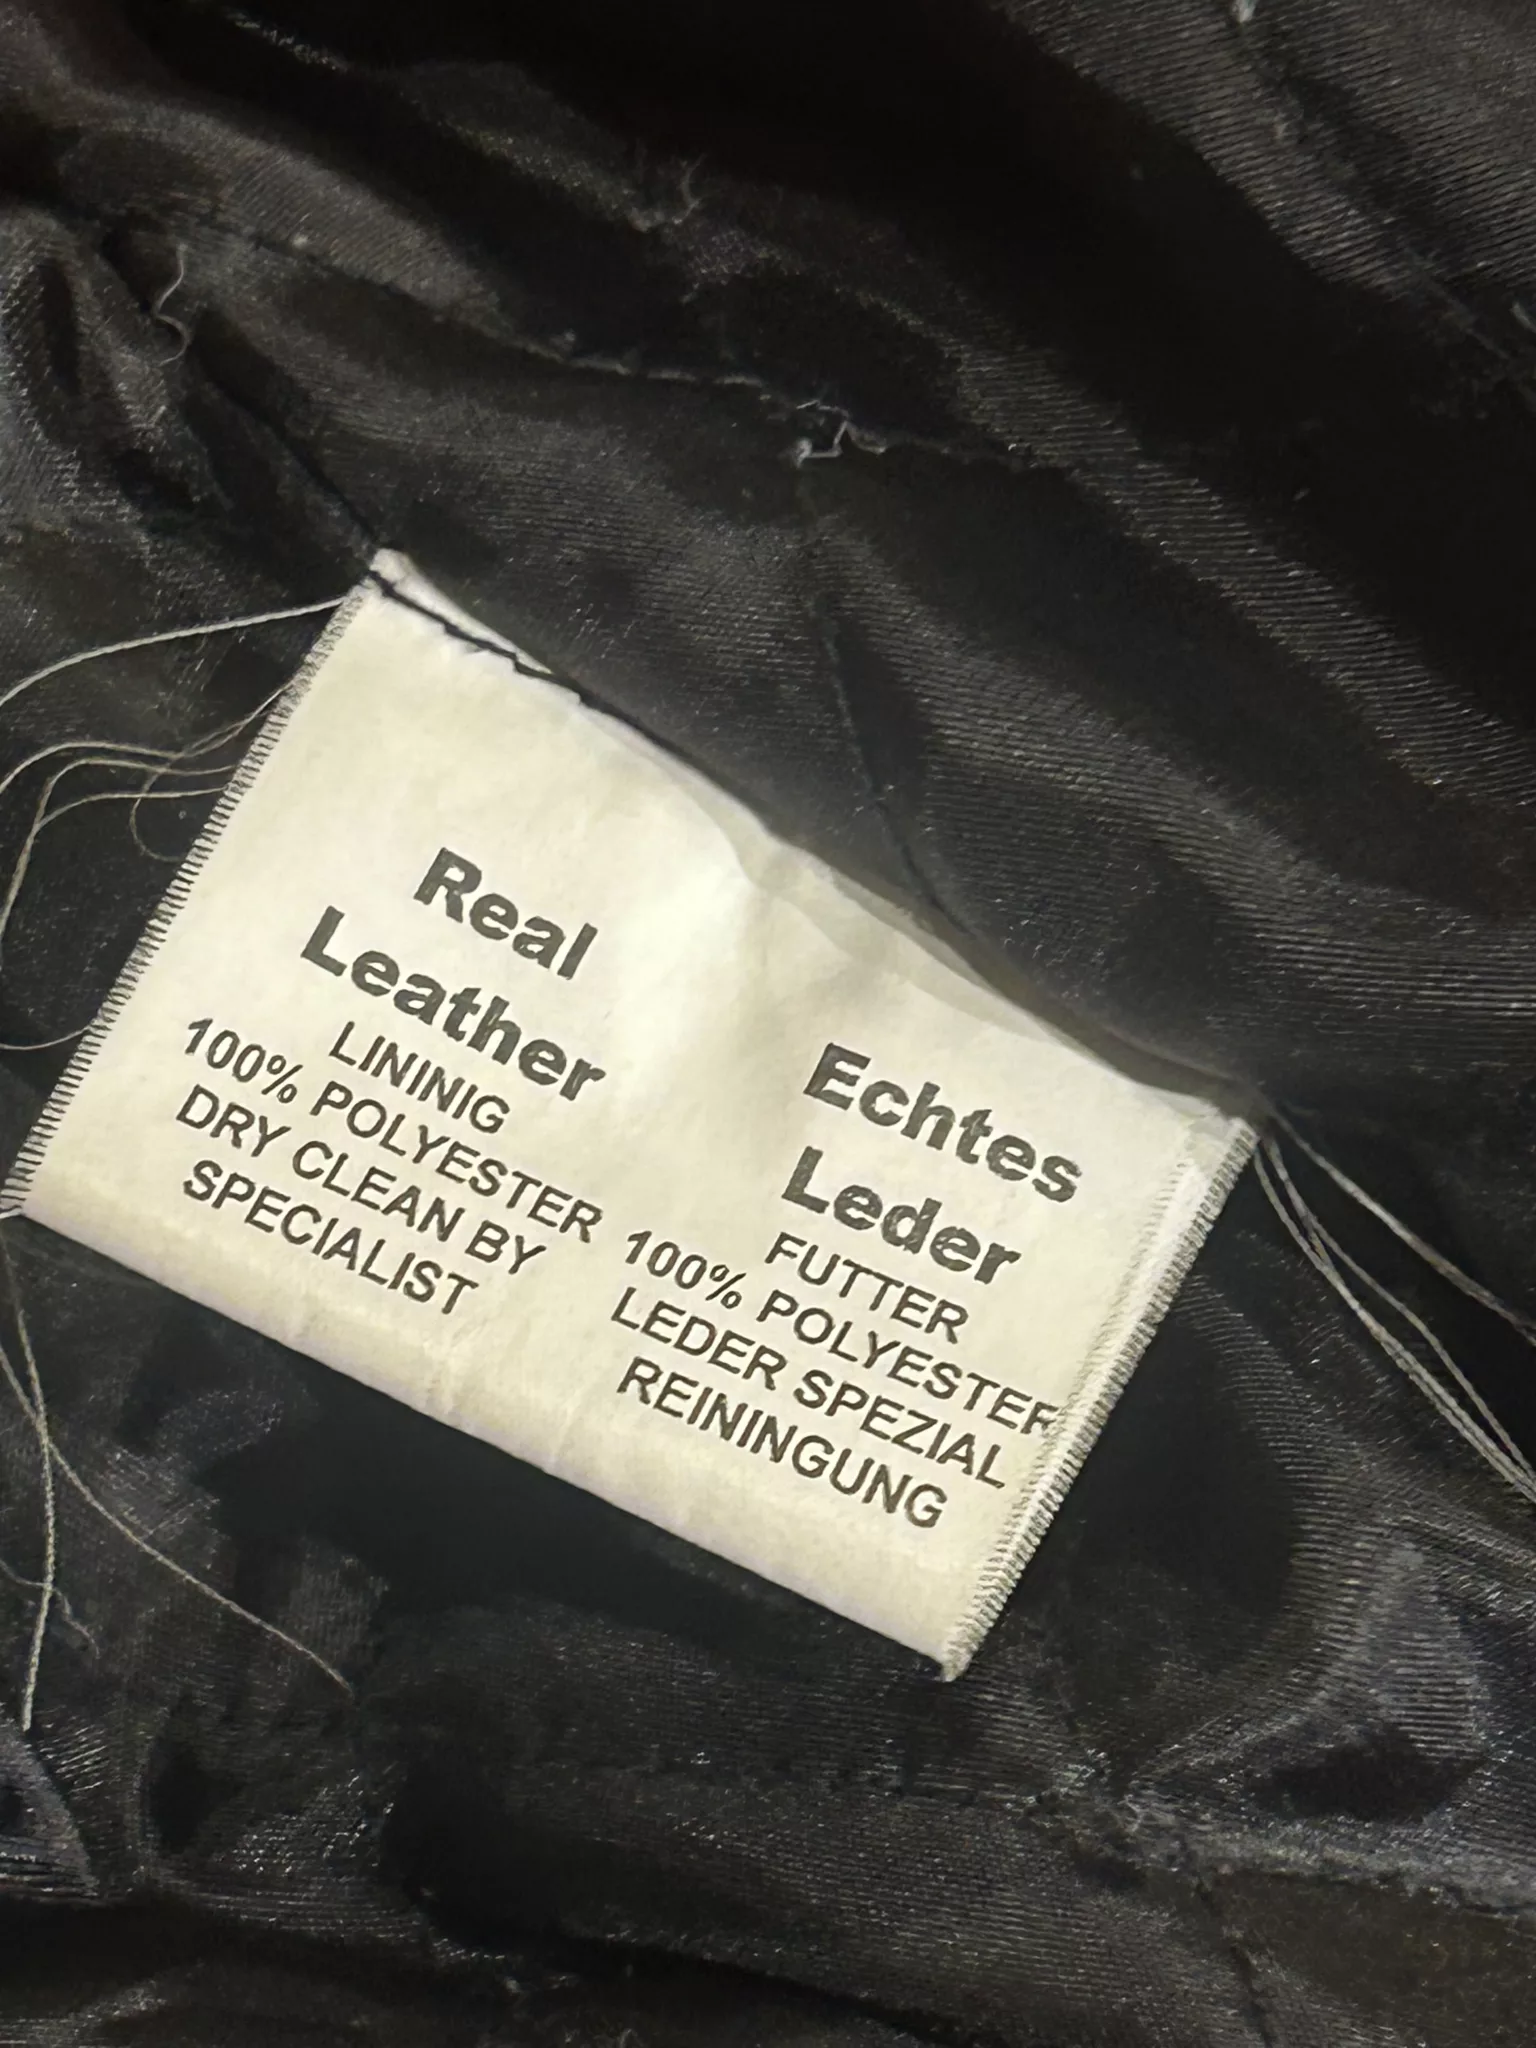 Real
Leather
LININIG
100% POLYESTER
DRY CLEAN BY
SPECIALIST
Echtes
Leder
FUTTER
100% POLYESTER
LEDER SPEZIAL
REININGUNG